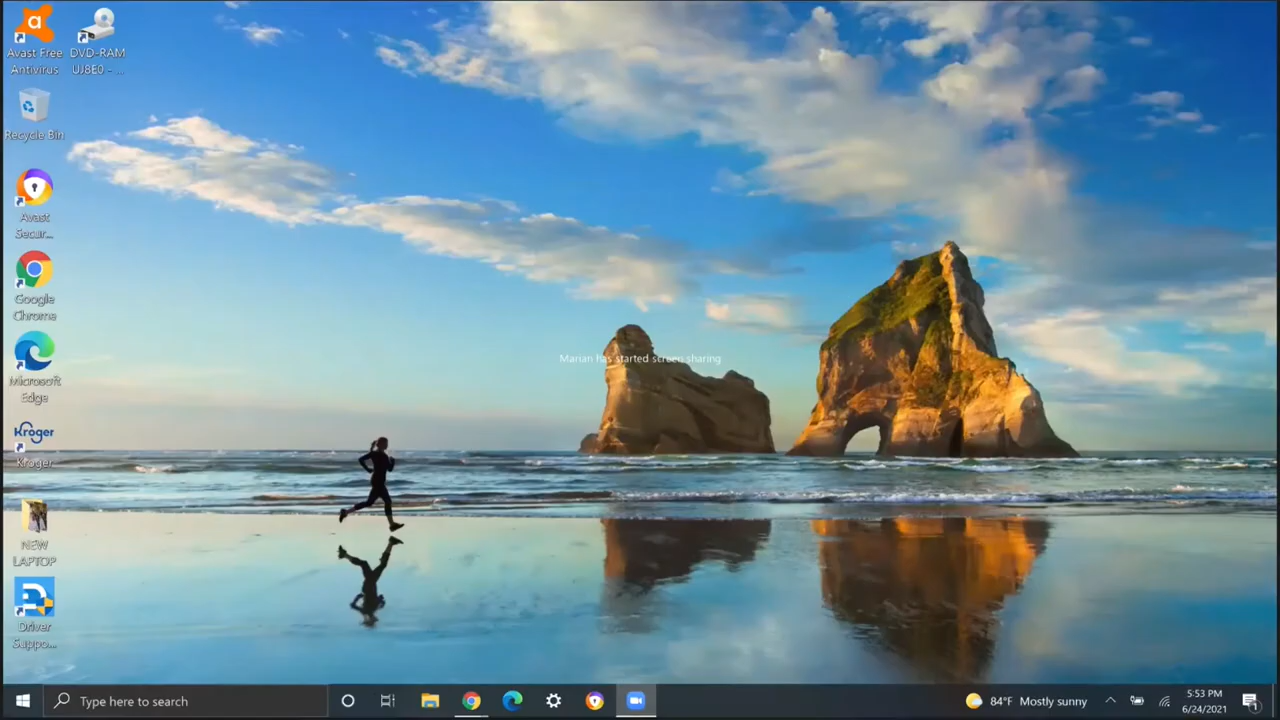 Avast Free
Antivirus
DVD-RAM
UJ8E0 - ...
Recycle Bin
Avast
Secur...
Google
Chrome
Microsoft
Edge
Kroger
Kroger
NEW
LAPTOP
Driver
Suppo...
Marian has started screen sharing
Type here to search
84°F Mostly sunny
5:53 PM
6/24/2021
1